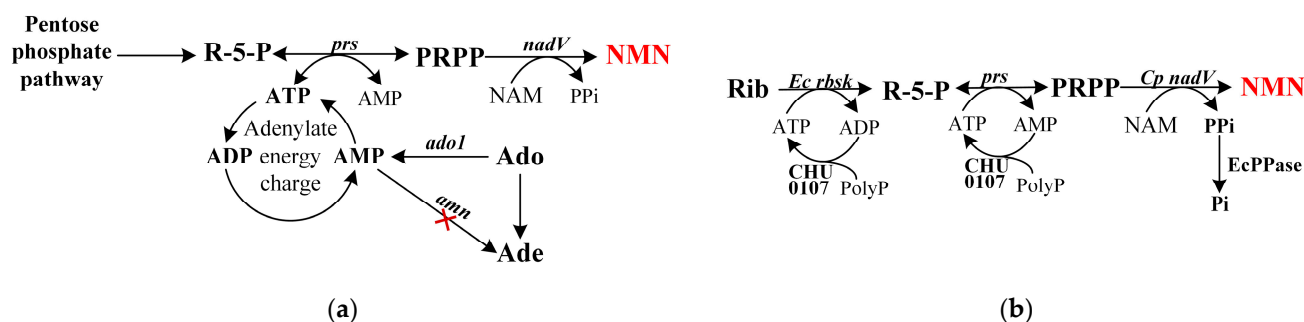 Pentose
phosphate
pathway
R-5-P
prs
PRPP
nadV
NMN
ATP
AMP
NAM
PPi
Adenylate
energy
charge
ADP
AMP
ado1
Ado
amn
Ade
(a)
Rib
Ec rbsk
R-5-P
prs
PRPP
Cp nadV
NMN
ATP
ADP
ATP
AMP
NAM
PPi
CHU
0107
PolyP
CHU
0107
PolyP
EcPPase
Pi
(b)